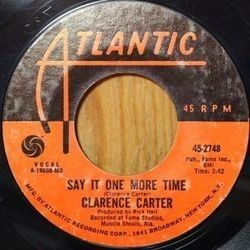 ATLANTIC
45 RPM
VOCAL
A-19688-MO
45-2748
Pub., Fame Inc.,
BMI
Time: 2:42
SAY IT ONE MORE TIME
(Clarence Carter)
CLARENCE CARTER
Produced by Rick Hall
Recorded at Fame Studios,
Muscle Shoals, Ala.
MFG. BY ATLANTIC RECORDING CORP., 1841 BROADWAY, NEW YORK, N.Y.